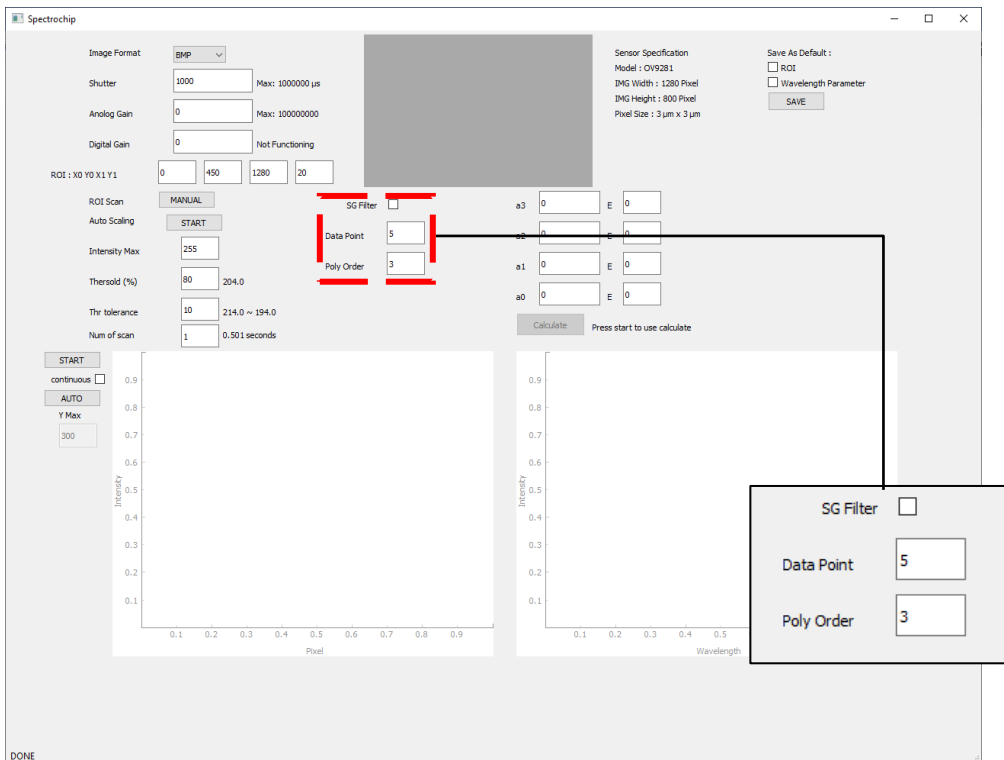 Spectrochip
Image Format BMP
Shutter 1000 Max: 1000000 µs
Anolog Gain 0 Max: 100000000
Digital Gain 0 Not Functioning
ROI : X0 Y0 X1 Y1 0 450 1280 20
ROI Scan MANUAL
Auto Scaling START
Intensity Max 255
Thersold (%) 80 204.0
Thr tolerance 10 214.0 ~ 194.0
Num of scan 1 0.501 seconds
SG Filter
Data Point 5
Poly Order 3
Sensor Specification
Model : OV9281
IMG Width : 1280 Pixel
IMG Height : 800 Pixel
Pixel Size : 3 µm x 3 µm
Save As Default :
ROI
Wavelength Parameter
SAVE
a3 0 E 0
a2 0 E 0
a1 0 E 0
a0 0 E 0
Calculate Press start to use calculate
START
continuous
AUTO
Y Max
300
Intensity
0.9
0.8
0.7
0.6
0.5
0.4
0.3
0.2
0.1
0.1 0.2 0.3 0.4 0.5 0.6 0.7 0.8 0.9
Pixel
Intensity
0.9
0.8
0.7
0.6
0.5
0.4
0.3
0.2
0.1
0.1 0.2 0.3 0.4 0.5
Wavelength
SG Filter
Data Point 5
Poly Order 3
DONE